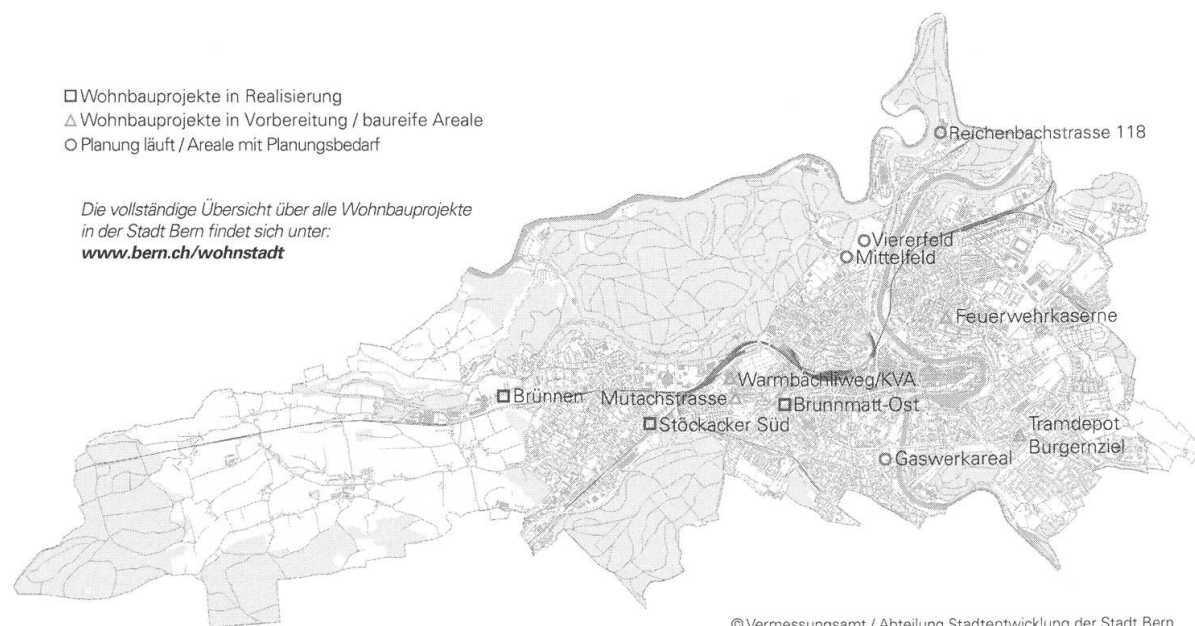 Wohnbauprojekte in Realisierung
Wohnbauprojekte in Vorbereitung / baureife Areale
Planung läuft / Areale mit Planungsbedarf
Die vollständige Übersicht über alle Wohnbauprojekte
in der Stadt Bern findet sich unter:
www.bern.ch/wohnstadt
Reichenbachstrasse 118
Viererfeld
Mittelfeld
Feuerwehrkaserne
Warmbächliweg/KVA
Brünnen
Mutachstrasse
Brunnmatt-Ost
Stöckacker Süd
Tramdepot
Burgernziel
Gaswerkareal
© Vermessungsamt / Abteilung Stadtentwicklung der Stadt Bern